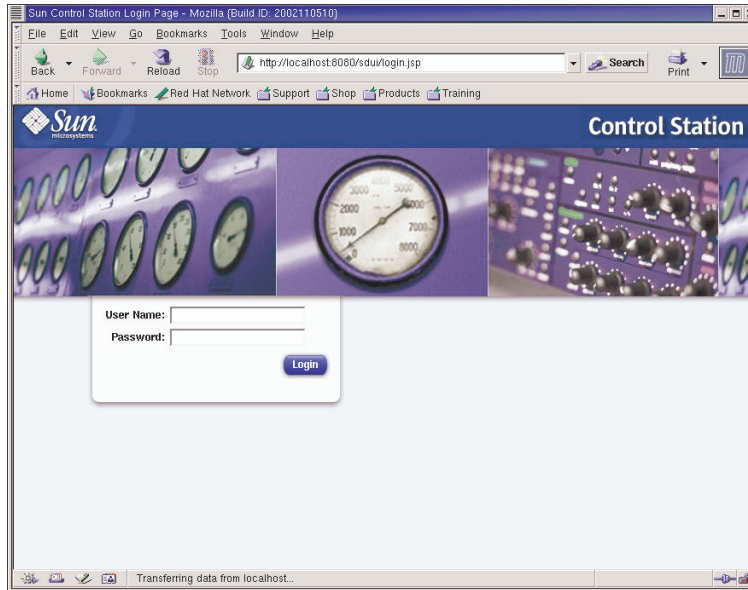 Sun Control Station Login Page - Mozilla {Build ID: 2002110510}
File Edit View Go Bookmarks Tools Window Help
Back Forward Reload Stop http://localhost:8080/sdui/login.jsp Search Print
Home Bookmarks Red Hat Network Support Shop Products Training
Sun microsystems Control Station
3000 4000 5000
2000 6000
1000 7000
0 8000
User Name:
Password:
Login
Transferring data from localhost...